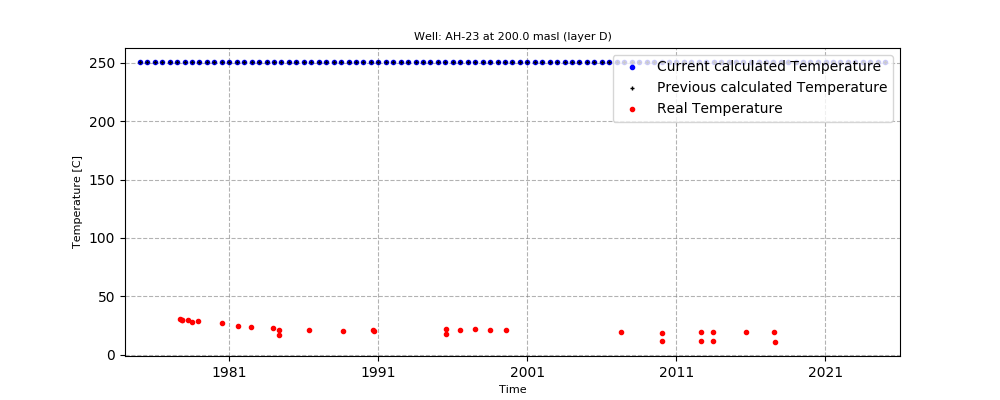 Well: AH-23 at 200.0 masl (layer D)
Temperature [C]
250
200
150
100
50
0
Current calculated Temperature
Previous calculated Temperature
Real Temperature
1981 1991 2001 2011 2021
Time